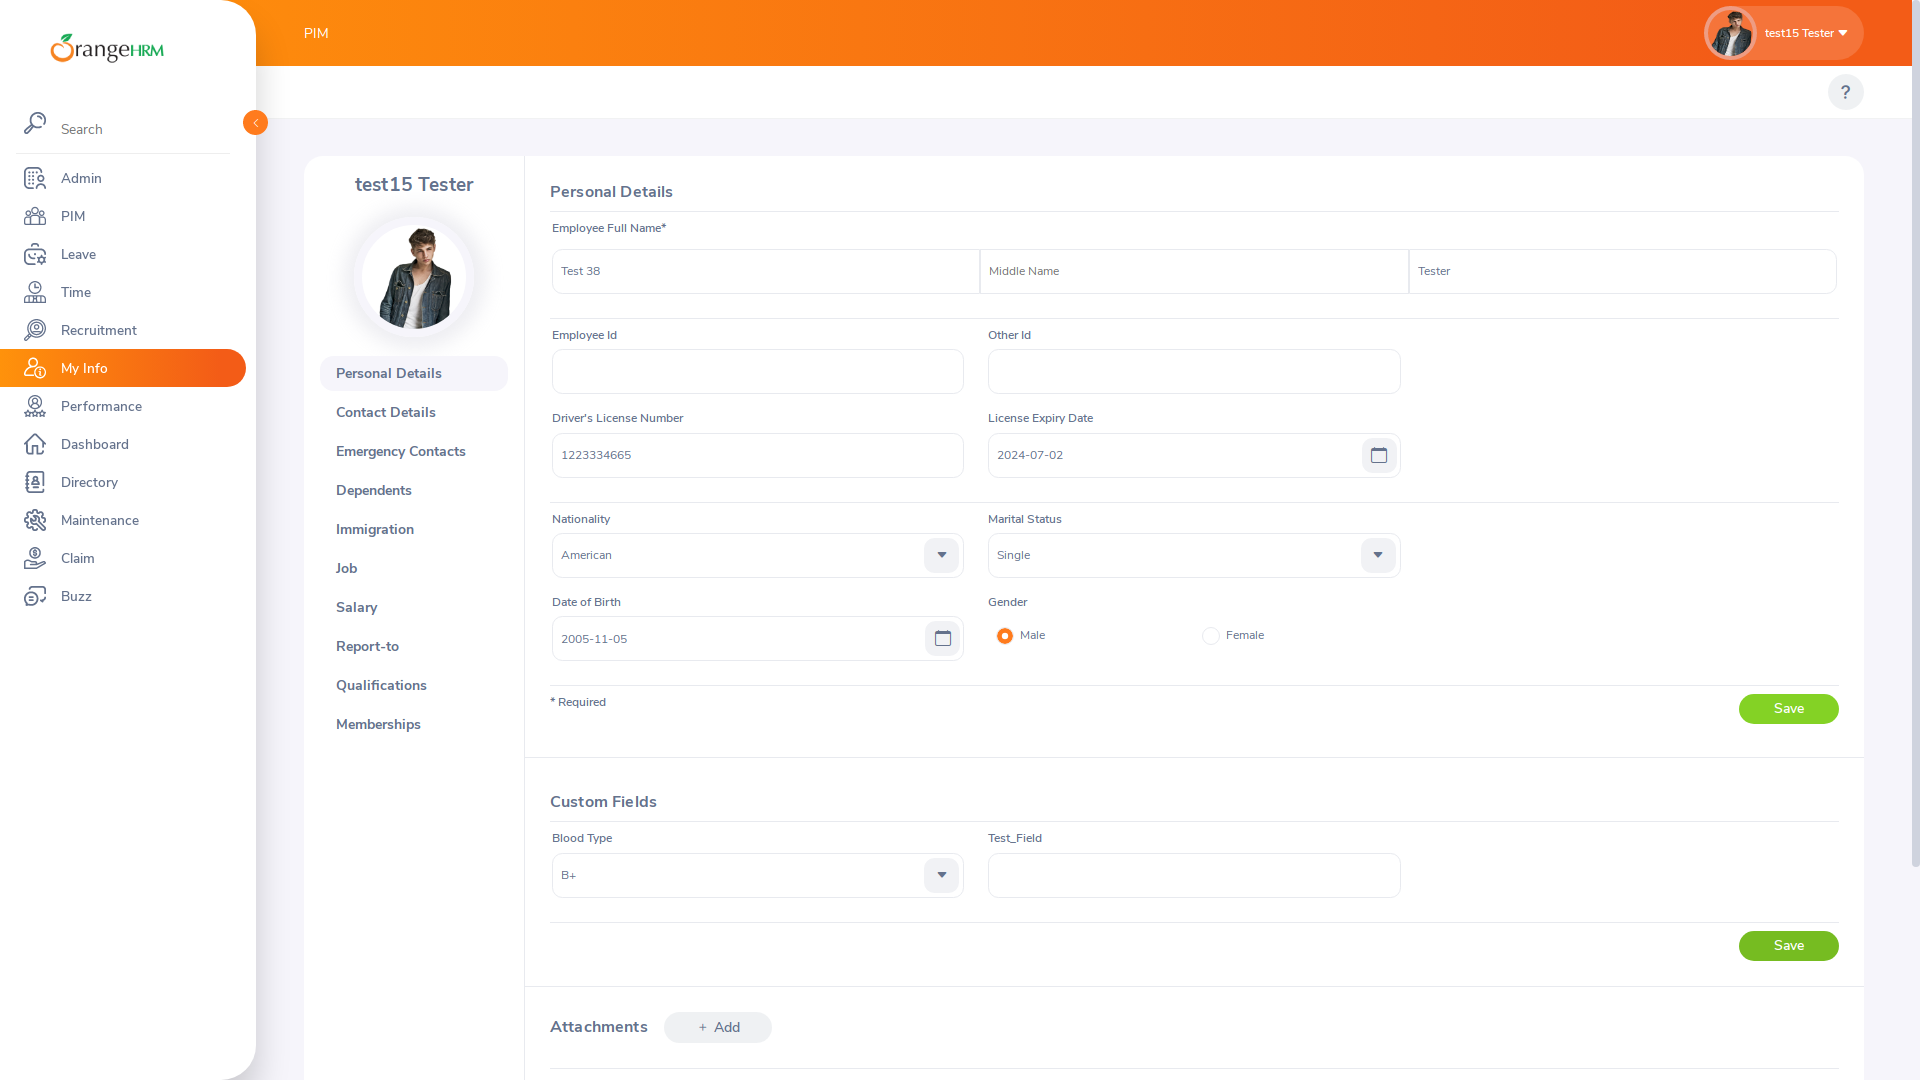 OrangeHRM
PIM
test15 Tester
?
Search
Admin
PIM
Leave
Time
Recruitment
My Info
Performance
Dashboard
Directory
Maintenance
Claim
Buzz
test15 Tester
Personal Details
Contact Details
Emergency Contacts
Dependents
Immigration
Job
Salary
Report-to
Qualifications
Memberships
Personal Details
Employee Full Name*
Test 38 Middle Name Tester
Employee Id Other Id
Driver's License Number License Expiry Date
1223334665 2024-07-02
Nationality Marital Status
American Single
Date of Birth Gender
2005-11-05 Male Female
* Required
Save
Custom Fields
Blood Type Test_Field
B+
Save
Attachments + Add